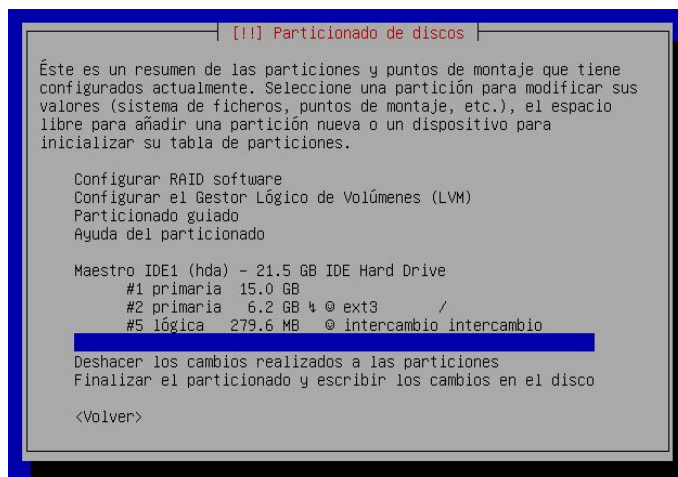 [!!] Particionado de discos
Éste es un resumen de las particiones y puntos de montaje que tiene
configurados actualmente. Seleccione una partición para modificar sus
valores (sistema de ficheros, puntos de montaje, etc.), el espacio
libre para añadir una partición nueva o un dispositivo para
inicializar su tabla de particiones.
Configurar RAID software
Configurar el Gestor Lógico de Volúmenes (LVM)
Particionado guiado
Ayuda del particionado
Maestro IDE1 (hda) - 21.5 GB IDE Hard Drive
#1 primaria 15.0 GB
#2 primaria 6.2 GB ↯ ☺ ext3 /
#5 lógica 279.6 MB ☺ intercambio intercambio
Deshacer los cambios realizados a las particiones
Finalizar el particionado y escribir los cambios en el disco
<Volver>